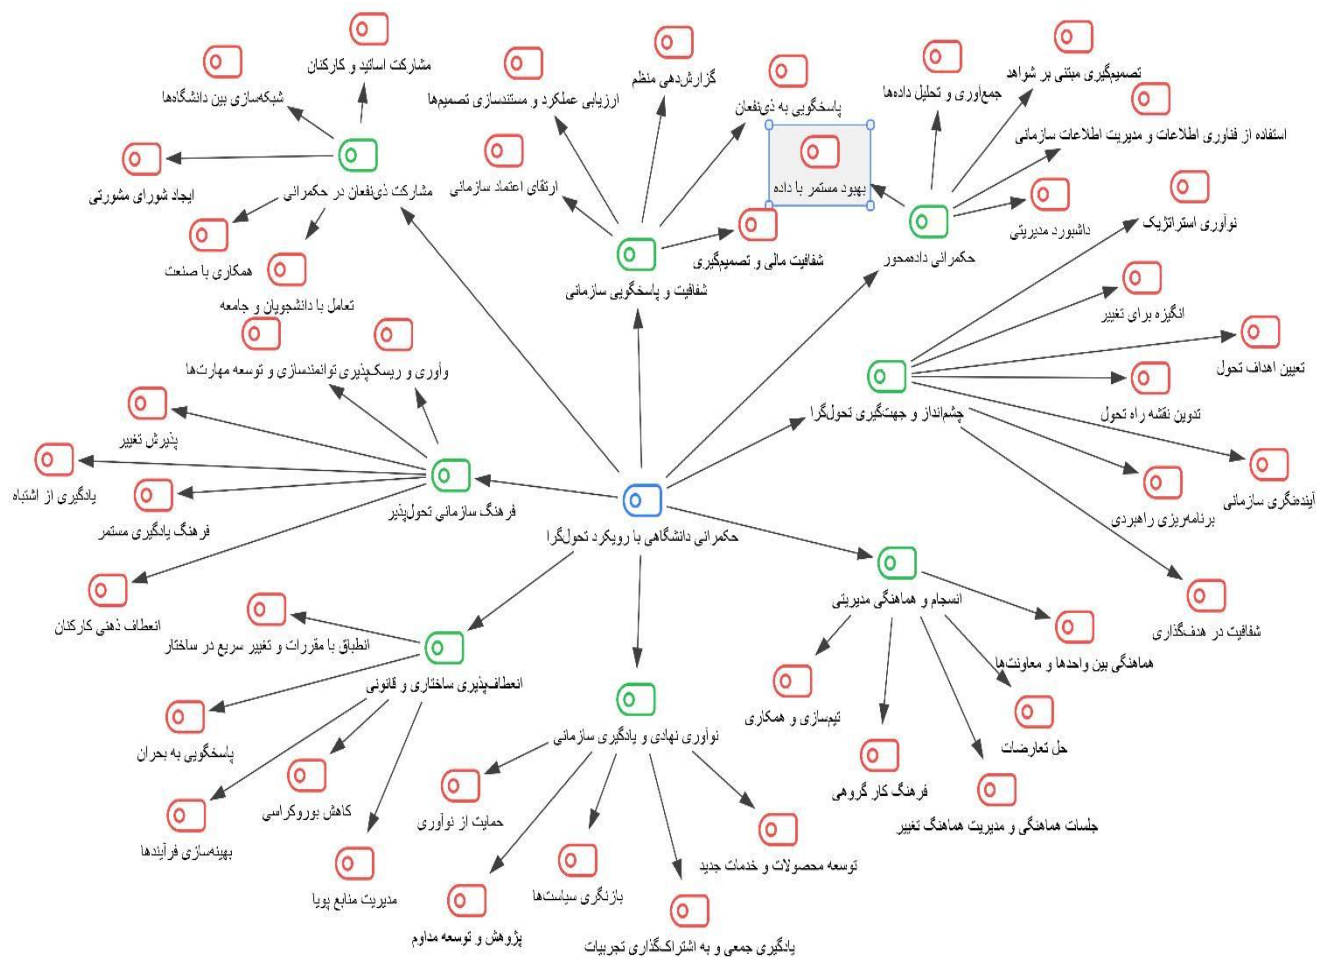 مشارکت اساتید و کارکنان
شبکه‌سازی بین دانشگاه‌ها
ایجاد شورای مشورتی
مشارکت ذی‌نفعان در حکمرانی
همکاری با صنعت
تعامل با دانشجویان و جامعه
گزارش‌دهی منظم
ارزیابی عملکرد و مستندسازی تصمیم‌ها
پاسخگویی به ذی‌نفعان
ارتقای اعتماد سازمانی
شفافیت مالی و تصمیم‌گیری
شفافیت و پاسخگویی سازمانی
تصمیم‌گیری مبتنی بر شواهد
جمع‌آوری و تحلیل داده‌ها
استفاده از فناوری اطلاعات و مدیریت اطلاعات سازمانی
بهبود مستمر با داده
داشبورد مدیریتی
حکمرانی داده‌محور
نوآوری استراتژیک
انگیزه برای تغییر
تعیین اهداف تحول
تدوین نقشه راه تحول
چشم‌انداز و جهت‌گیری تحول‌گرا
آینده‌نگری سازمانی
برنامه‌ریزی راهبردی
شفافیت در هدف‌گذاری
توانمندسازی و توسعه مهارت‌ها
وآوری و ریسک‌پذیری
پذیرش تغییر
یادگیری از اشتباه
فرهنگ یادگیری مستمر
فرهنگ سازمانی تحول‌پذیر
انعطاف ذهنی کارکنان
حکمرانی دانشگاهی با رویکرد تحول‌گرا
انسجام و هماهنگی مدیریتی
هماهنگی بین واحدها و معاونت‌ها
تیم‌سازی و همکاری
حل تعارضات
فرهنگ کار گروهی
جلسات هماهنگی و مدیریت هماهنگ تغییر
انطباق با مقررات و تغییر سریع در ساختار
انعطاف‌پذیری ساختاری و قانونی
پاسخگویی به بحران
کاهش بوروکراسی
بهینه‌سازی فرآیندها
مدیریت منابع پویا
نوآوری نهادی و یادگیری سازمانی
حمایت از نوآوری
توسعه محصولات و خدمات جدید
بازنگری سیاست‌ها
پژوهش و توسعه مداوم
یادگیری جمعی و به اشتراک‌گذاری تجربیات